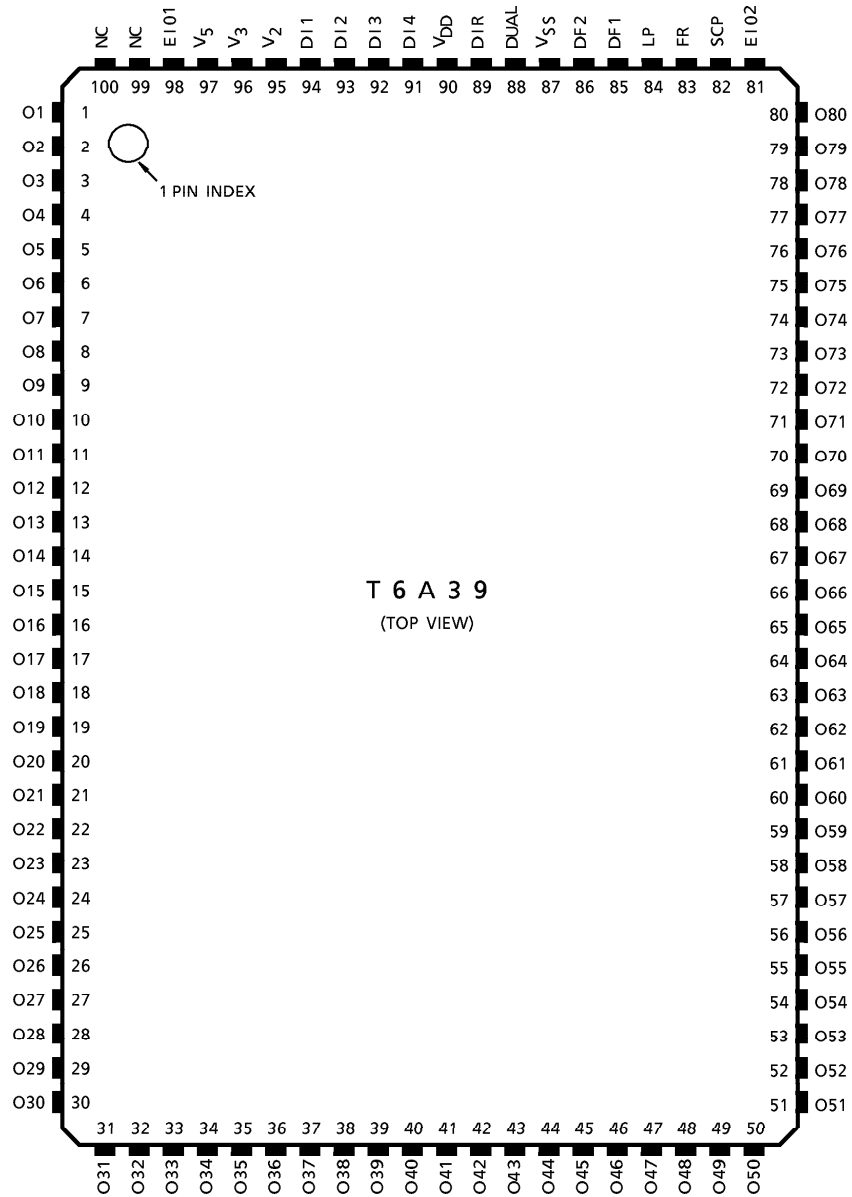 NC NC EIO1 V5 V3 V2 DI1 DI2 DI3 DI4 VDD DIR DUAL VSS DF2 DF1 LP FR SCP EIO2
100 99 98 97 96 95 94 93 92 91 90 89 88 87 86 85 84 83 82 81
O1 1 80 O80
O2 2 79 O79
1 PIN INDEX
O3 3 78 O78
O4 4 77 O77
O5 5 76 O76
O6 6 75 O75
O7 7 74 O74
O8 8 73 O73
O9 9 72 O72
O10 10 71 O71
O11 11 70 O70
O12 12 69 O69
O13 13 68 O68
O14 14 67 O67
O15 15 T6A39 66 O66
O16 16 (TOP VIEW) 65 O65
O17 17 64 O64
O18 18 63 O63
O19 19 62 O62
O20 20 61 O61
O21 21 60 O60
O22 22 59 O59
O23 23 58 O58
O24 24 57 O57
O25 25 56 O56
O26 26 55 O55
O27 27 54 O54
O28 28 53 O53
O29 29 52 O52
O30 30 51 O51
31 32 33 34 35 36 37 38 39 40 41 42 43 44 45 46 47 48 49 50
O31 O32 O33 O34 O35 O36 O37 O38 O39 O40 O41 O42 O43 O44 O45 O46 O47 O48 O49 O50